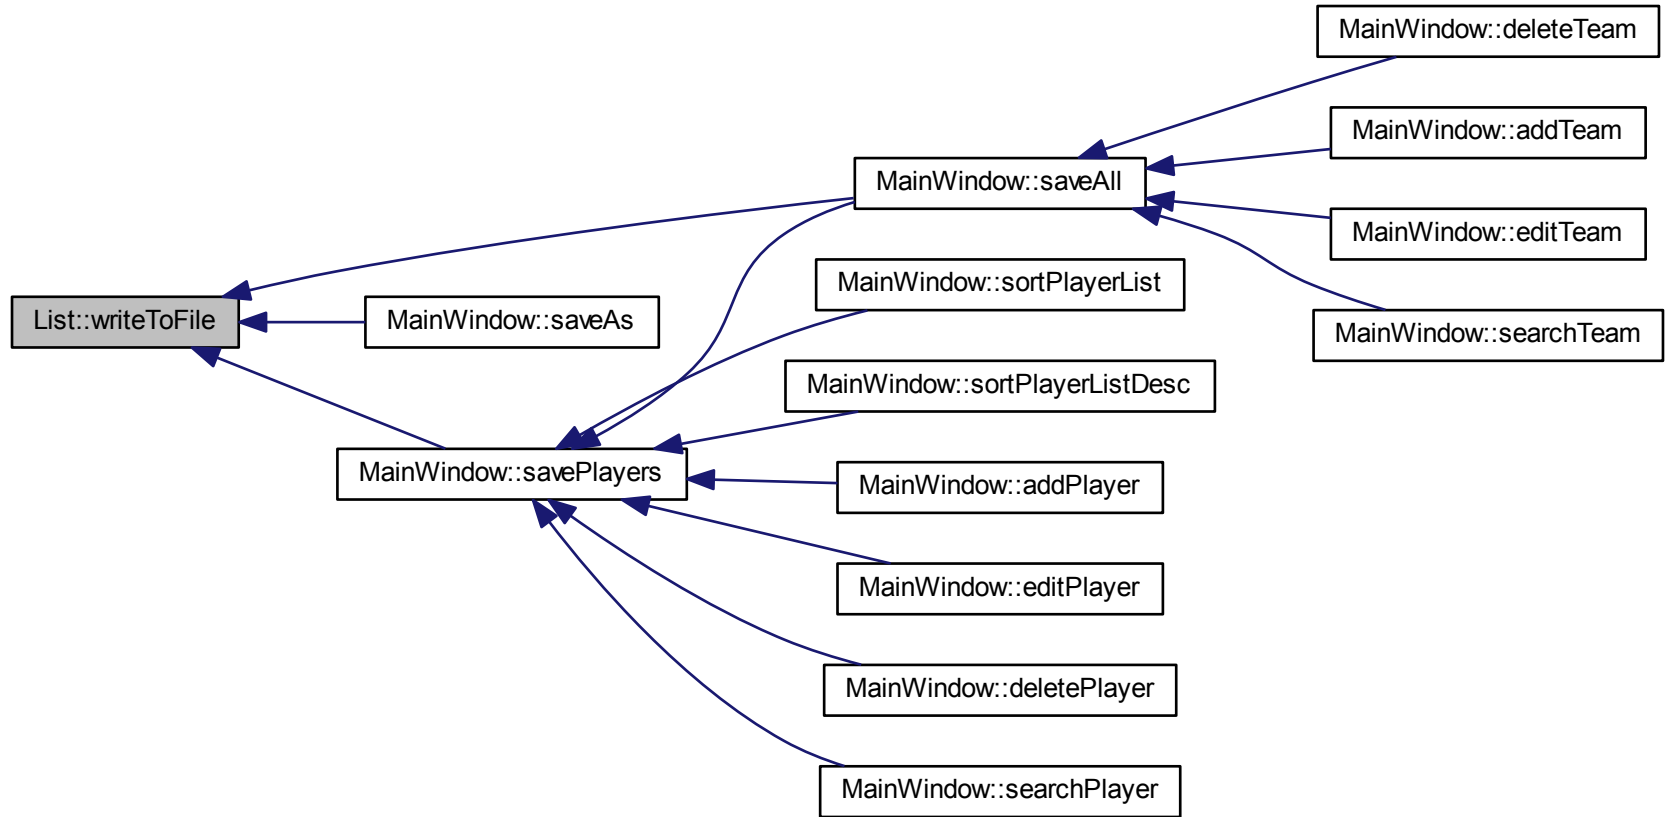 MainWindow::deleteTeam
MainWindow::addTeam
MainWindow::saveAll
MainWindow::editTeam
MainWindow::sortPlayerList
List::writeToFile
MainWindow::saveAs
MainWindow::searchTeam
MainWindow::sortPlayerListDesc
MainWindow::savePlayers
MainWindow::addPlayer
MainWindow::editPlayer
MainWindow::deletePlayer
MainWindow::searchPlayer